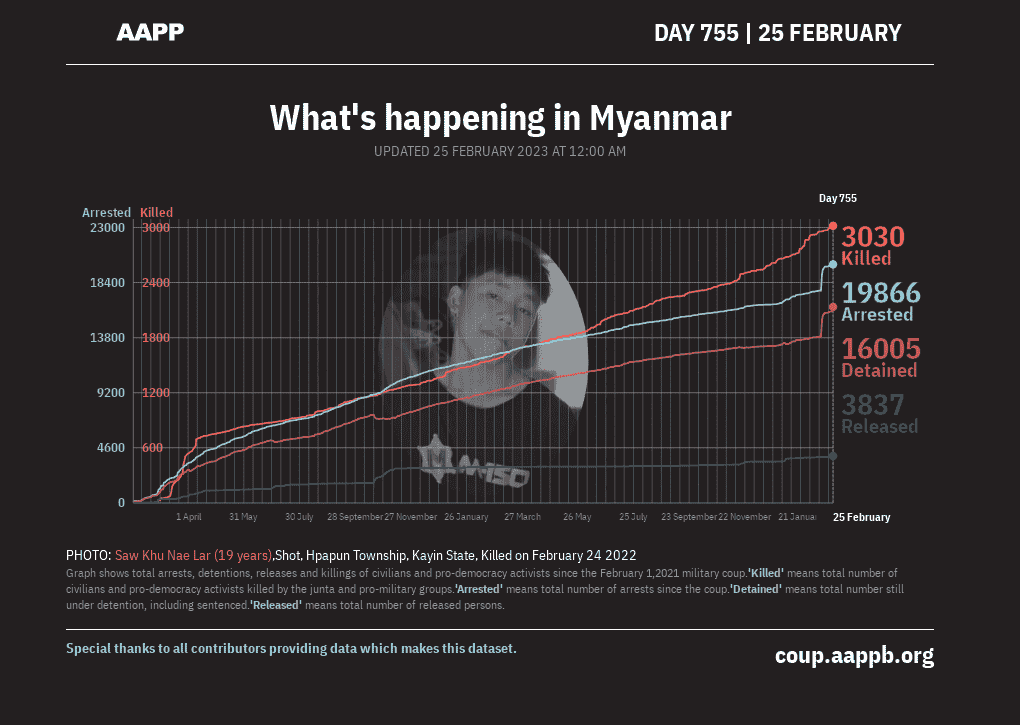 AAPP
DAY 755 | 25 FEBRUARY
What's happening in Myanmar
UPDATED 25 FEBRUARY 2023 AT 12:00 AM
Day 755
Arrested Killed
23000 3000
18400 2400
13800 1800
9200 1200
4600 600
0
3030
Killed
19866
Arrested
16005
Detained
3837
Released
1 April 31 May 30 July 28 September 27 November 26 January 27 March 26 May 25 July 23 September 22 November 21 Januar 25 February
PHOTO: Saw Khu Nae Lar (19 years),Shot, Hpapun Township, Kayin State, Killed on February 24 2022
Graph shows total arrests, detentions, releases and killings of civilians and pro-democracy activists since the February 1,2021 military coup.'Killed' means total number of
civilians and pro-democracy activists killed by the junta and pro-military groups.'Arrested' means total number of arrests since the coup.'Detained' means total number still
under detention, including sentenced.'Released' means total number of released persons.
Special thanks to all contributors providing data which makes this dataset.
coup.aappb.org